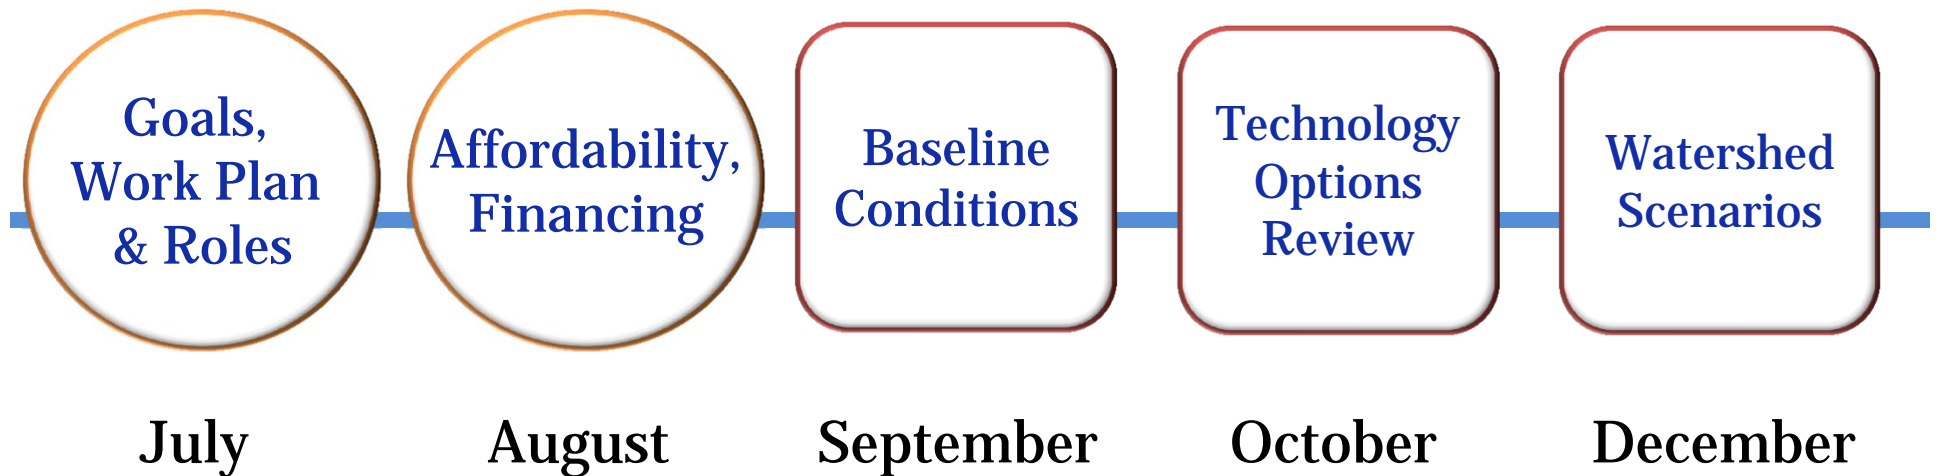 Goals,
Work Plan
& Roles
Affordability,
Financing
Baseline
Conditions
Technology
Options
Review
Watershed
Scenarios
July
August
September
October
December